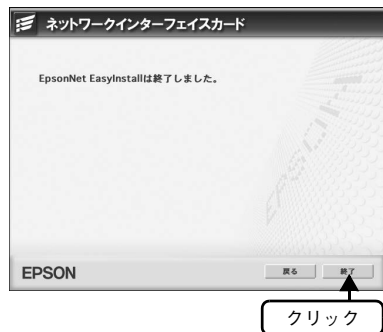 ネットワークインターフェイスカード
EpsonNet EasyInstallは終了しました。
EPSON
EPSON
戻る
終了
クリック